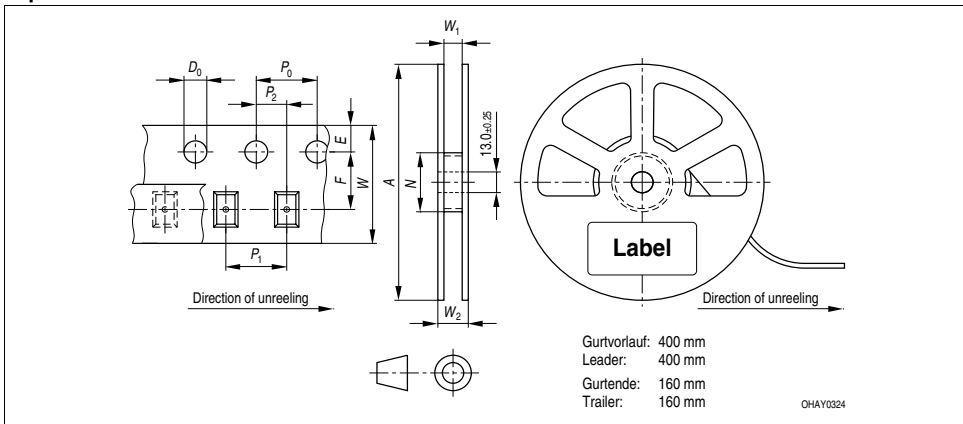 W1
D0
P0
P2
E
13.0±0.25
F
W
N
A
P1
Label
Direction of unreeling
W2
Direction of unreeling
Gurtvorlauf: 400 mm
Leader: 400 mm
Gurtende: 160 mm
Trailer: 160 mm
OHAY0324